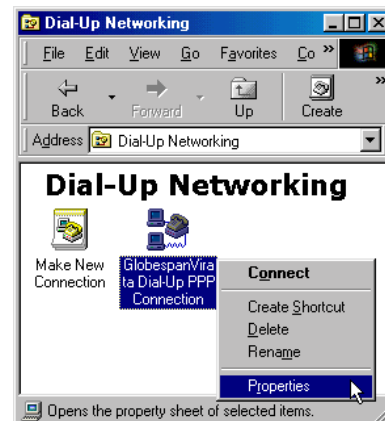 Dial-Up Networking
File Edit View Go Favorites Co »
Back Forward Up Create »
Address Dial-Up Networking
Dial-Up Networking
Make New
Connection
GlobespanVira
ta Dial-Up PPP
Connection
Connect
Create Shortcut
Delete
Rename
Properties
Opens the property sheet of selected items.